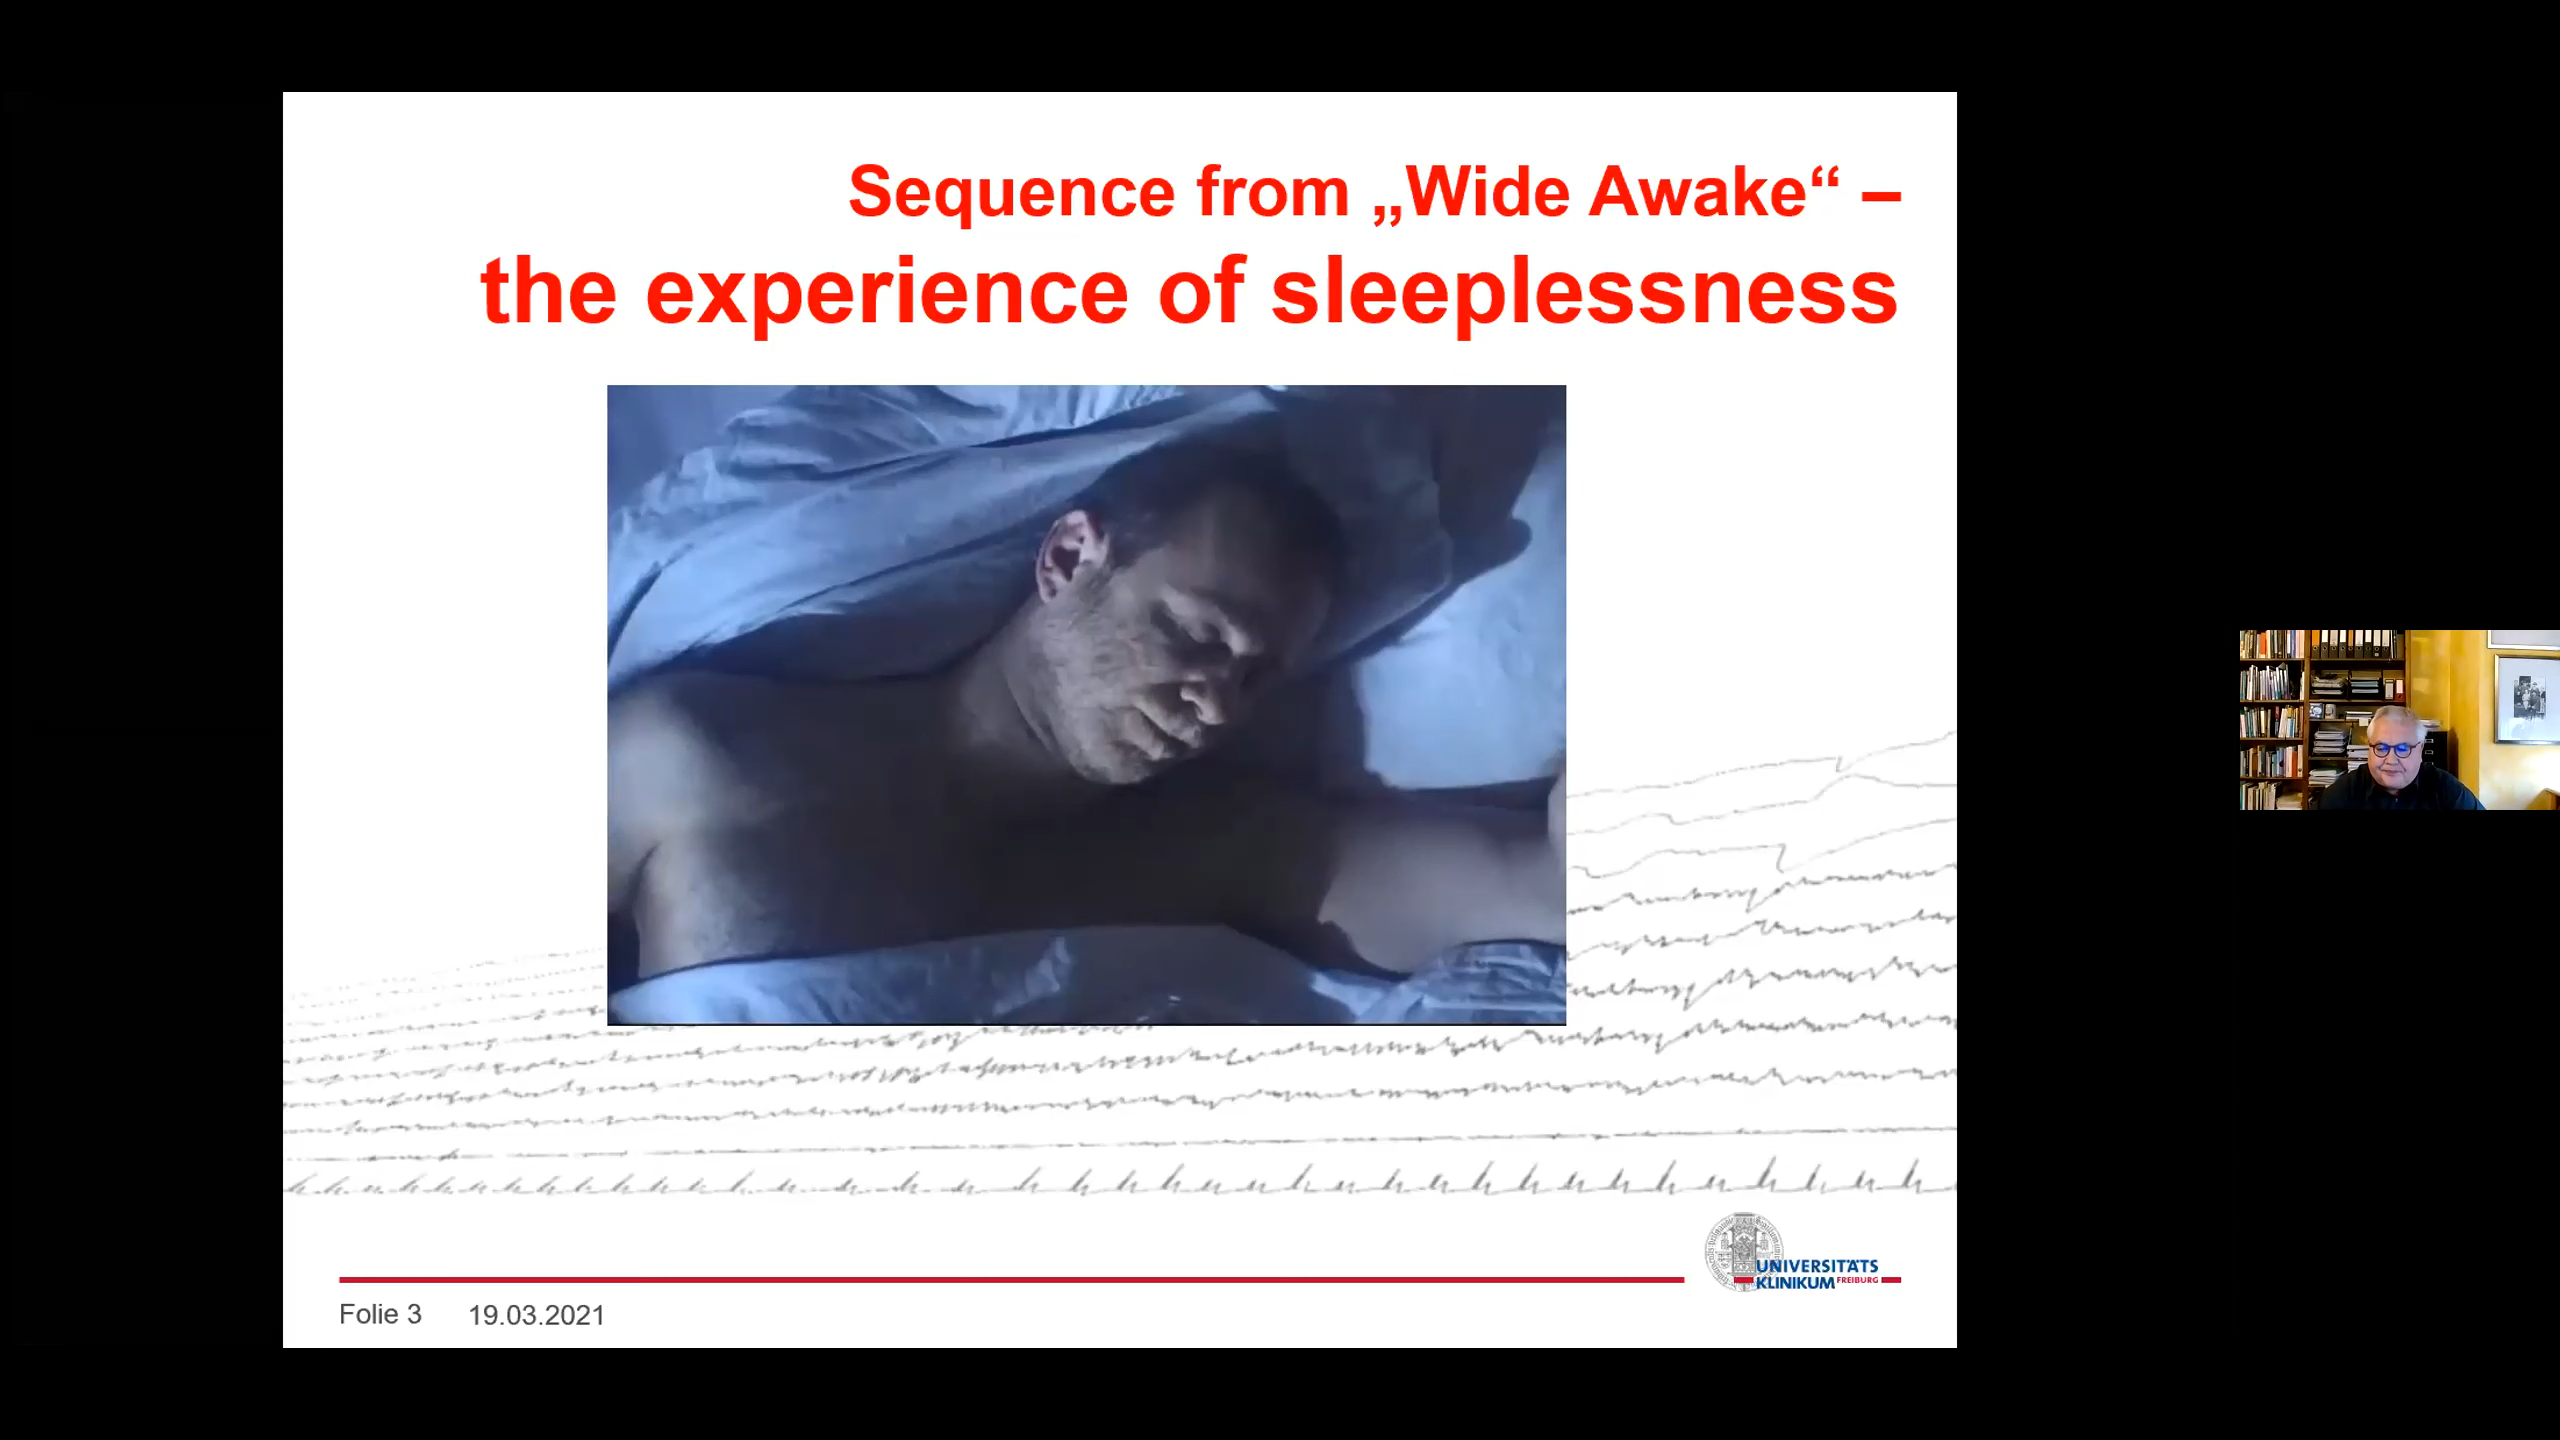 Sequence from „Wide Awake“ –
the experience of sleeplessness
UNIVERSITÄTS
KLINIKUM FREIBURG
Folie 3 19.03.2021